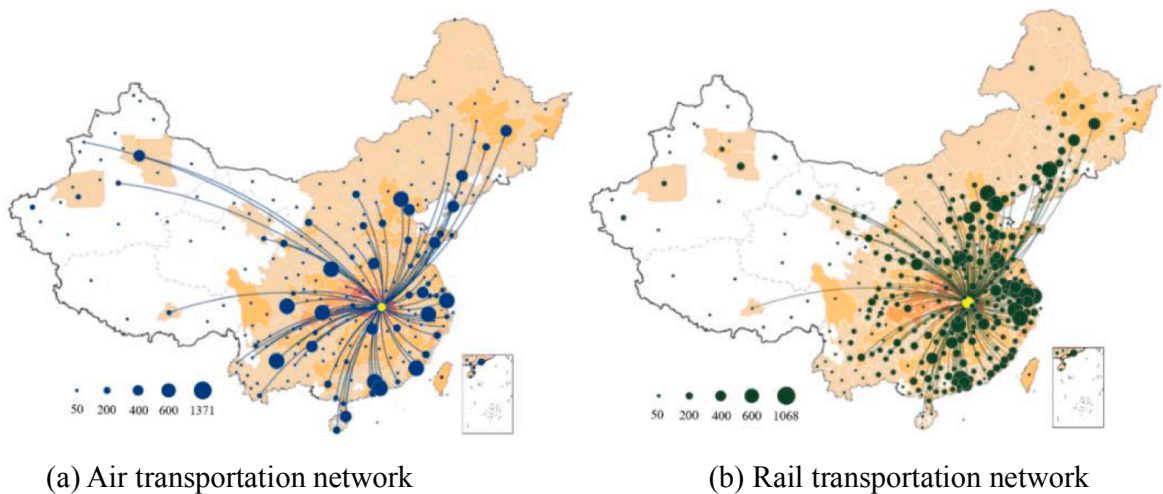 50 200 400 600 1371
50 200 400 600 1068
(a) Air transportation network
(b) Rail transportation network